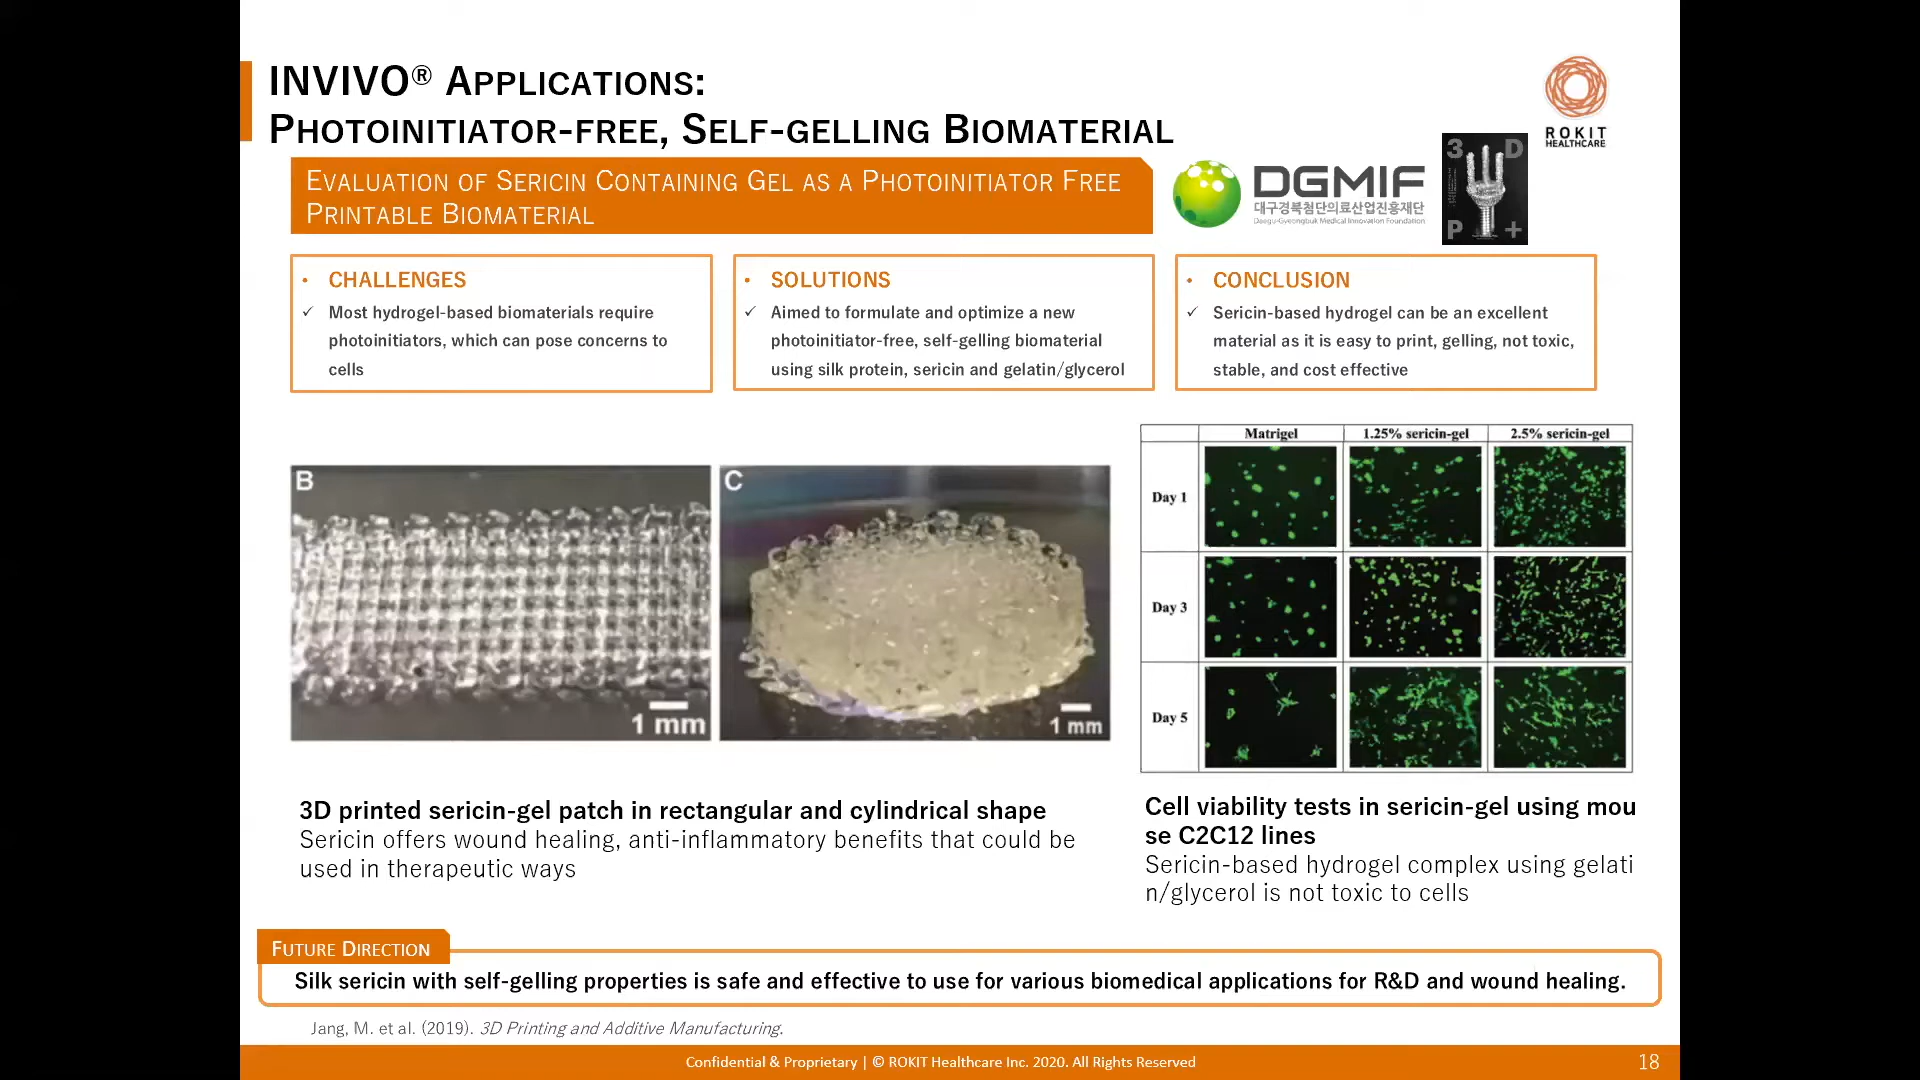 INVIVO® APPLICATIONS:
PHOTOINITIATOR-FREE, SELF-GELLING BIOMATERIAL
ROKIT
HEALTHCARE
EVALUATION OF SERICIN CONTAINING GEL AS A PHOTOINITIATOR FREE
PRINTABLE BIOMATERIAL
DGMIF
대구경북첨단의료산업진흥재단
Daegu-Gyeongbuk Medical Innovation Foundation
3 D
P +
• CHALLENGES
✓ Most hydrogel-based biomaterials require
photoinitiators, which can pose concerns to
cells
• SOLUTIONS
✓ Aimed to formulate and optimize a new
photoinitiator-free, self-gelling biomaterial
using silk protein, sericin and gelatin/glycerol
• CONCLUSION
✓ Sericin-based hydrogel can be an excellent
material as it is easy to print, gelling, not toxic,
stable, and cost effective
B
1 mm
C
1 mm
Matrigel 1.25% sericin-gel 2.5% sericin-gel
Day 1
Day 3
Day 5
3D printed sericin-gel patch in rectangular and cylindrical shape
Sericin offers wound healing, anti-inflammatory benefits that could be
used in therapeutic ways
Cell viability tests in sericin-gel using mou
se C2C12 lines
Sericin-based hydrogel complex using gelati
n/glycerol is not toxic to cells
FUTURE DIRECTION
Silk sericin with self-gelling properties is safe and effective to use for various biomedical applications for R&D and wound healing.
Jang, M. et al. (2019). 3D Printing and Additive Manufacturing.
Confidential & Proprietary | © ROKIT Healthcare Inc. 2020. All Rights Reserved
18